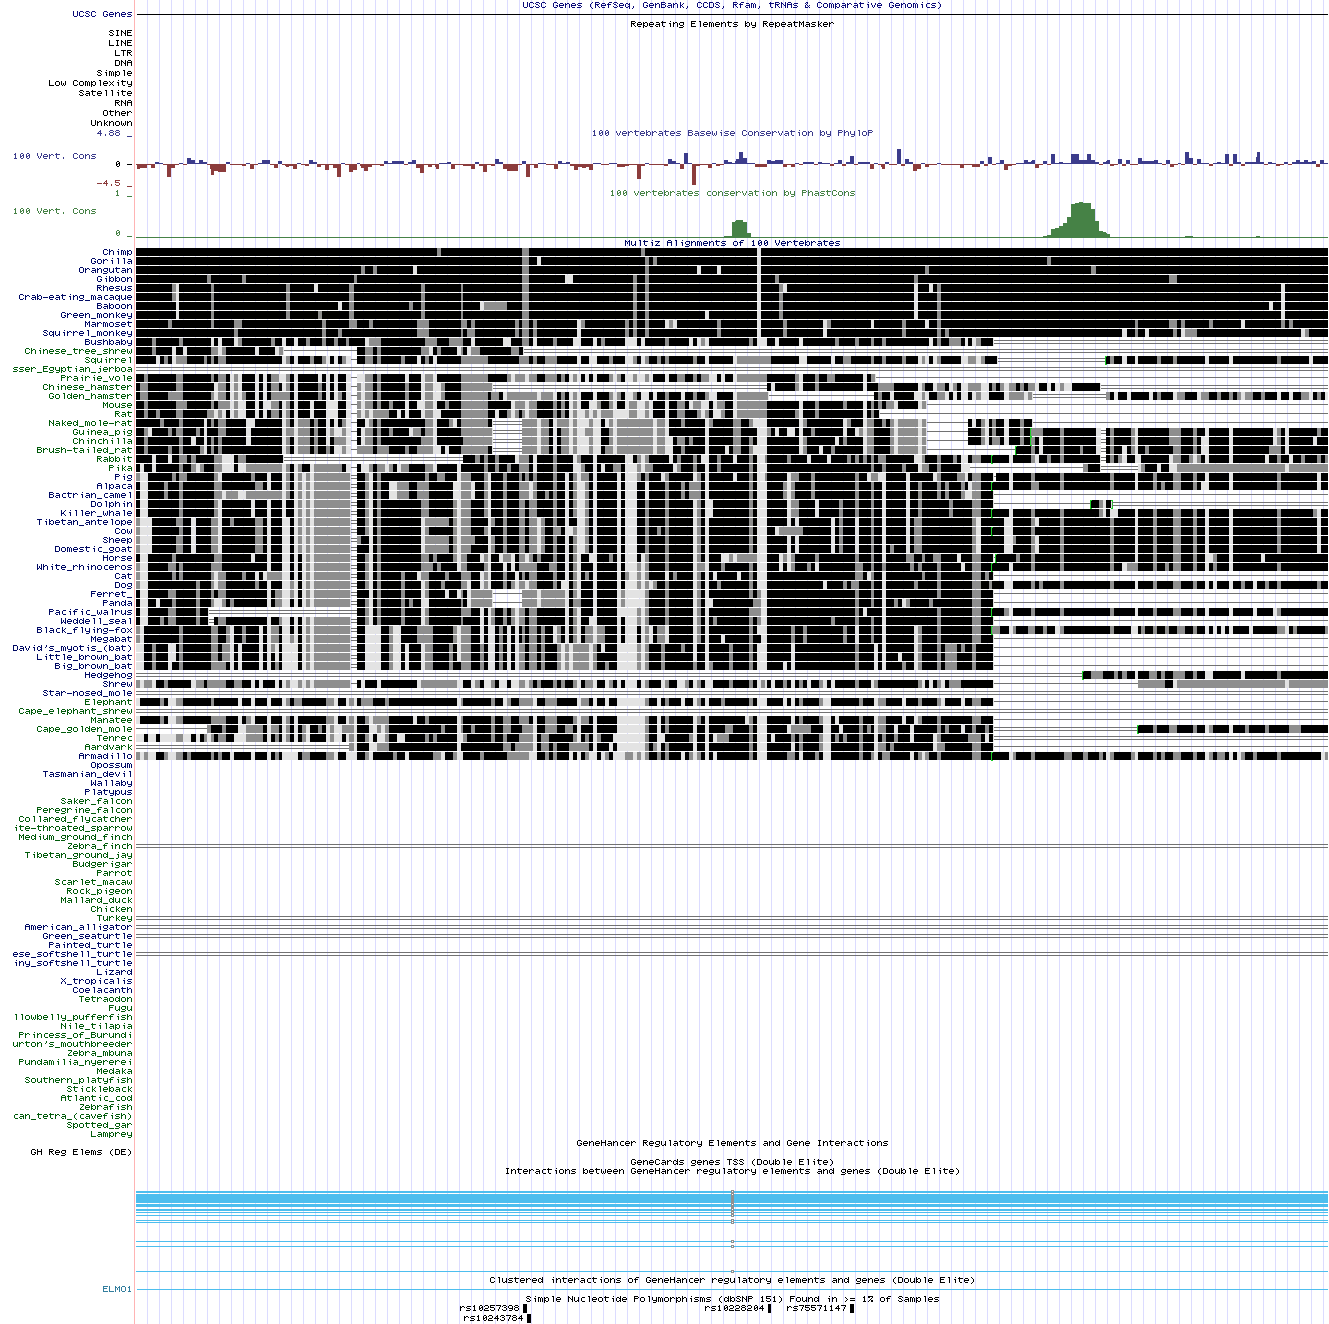 UCSC Genes (RefSeq, GenBank, CCDS, Rfam, tRNAs & Comparative Genomics)
UCSC Genes
Repeating Elements by RepeatMasker
SINE
LINE
LTR
DNA
Simple
Low Complexity
Satellite
RNA
Other
Unknown
4.88 _
100 vertebrates Basewise Conservation by PhyloP
100 Vert. Cons
0 _
-4.5 _
100 vertebrates conservation by PhastCons
1 _
100 Vert. Cons
0 _
Multiz Alignments of 100 Vertebrates
Chimp
Gorilla
Orangutan
Gibbon
Rhesus
Crab-eating_macaque
Baboon
Green_monkey
Marmoset
Squirrel_monkey
Bushbaby
Chinese_tree_shrew
Squirrel
sser_Egyptian_jerboa
Prairie_vole
Chinese_hamster
Golden_hamster
Mouse
Rat
Naked_mole-rat
Guinea_pig
Chinchilla
Brush-tailed_rat
Rabbit
Pika
Pig
Alpaca
Bactrian_camel
Dolphin
Killer_whale
Tibetan_antelope
Cow
Sheep
Domestic_goat
Horse
White_rhinoceros
Cat
Dog
Ferret_
Panda
Pacific_walrus
Weddell_seal
Black_flying-fox
Megabat
David's_myotis_(bat)
Little_brown_bat
Big_brown_bat
Hedgehog
Shrew
Star-nosed_mole
Elephant
Cape_elephant_shrew
Manatee
Cape_golden_mole
Tenrec
Aardvark
Armadillo
Opossum
Tasmanian_devil
Wallaby
Platypus
Saker_falcon
Peregrine_falcon
Collared_flycatcher
ite-throated_sparrow
Medium_ground_finch
Zebra_finch
Tibetan_ground_jay
Budgerigar
Parrot
Scarlet_macaw
Rock_pigeon
Mallard_duck
Chicken
Turkey
American_alligator
Green_seaturtle
Painted_turtle
ese_softshell_turtle
iny_softshell_turtle
Lizard
X_tropicalis
Coelacanth
Tetraodon
Fugu
llowbelly_pufferfish
Nile_tilapia
Princess_of_Burundi
urton's_mouthbreeder
Zebra_mbuna
Pundamilia_nyererei
Medaka
Southern_platyfish
Stickleback
Atlantic_cod
Zebrafish
can_tetra_(cavefish)
Spotted_gar
Lamprey
GeneHancer Regulatory Elements and Gene Interactions
GH Reg Elems (DE)
GeneCards genes TSS (Double Elite)
Interactions between GeneHancer regulatory elements and genes (Double Elite)
Clustered interactions of GeneHancer regulatory elements and genes (Double Elite)
ELMO1
Simple Nucleotide Polymorphisms (dbSNP 151) Found in >= 1% of Samples
rs10257398 rs10228204 rs75571147
rs10243784